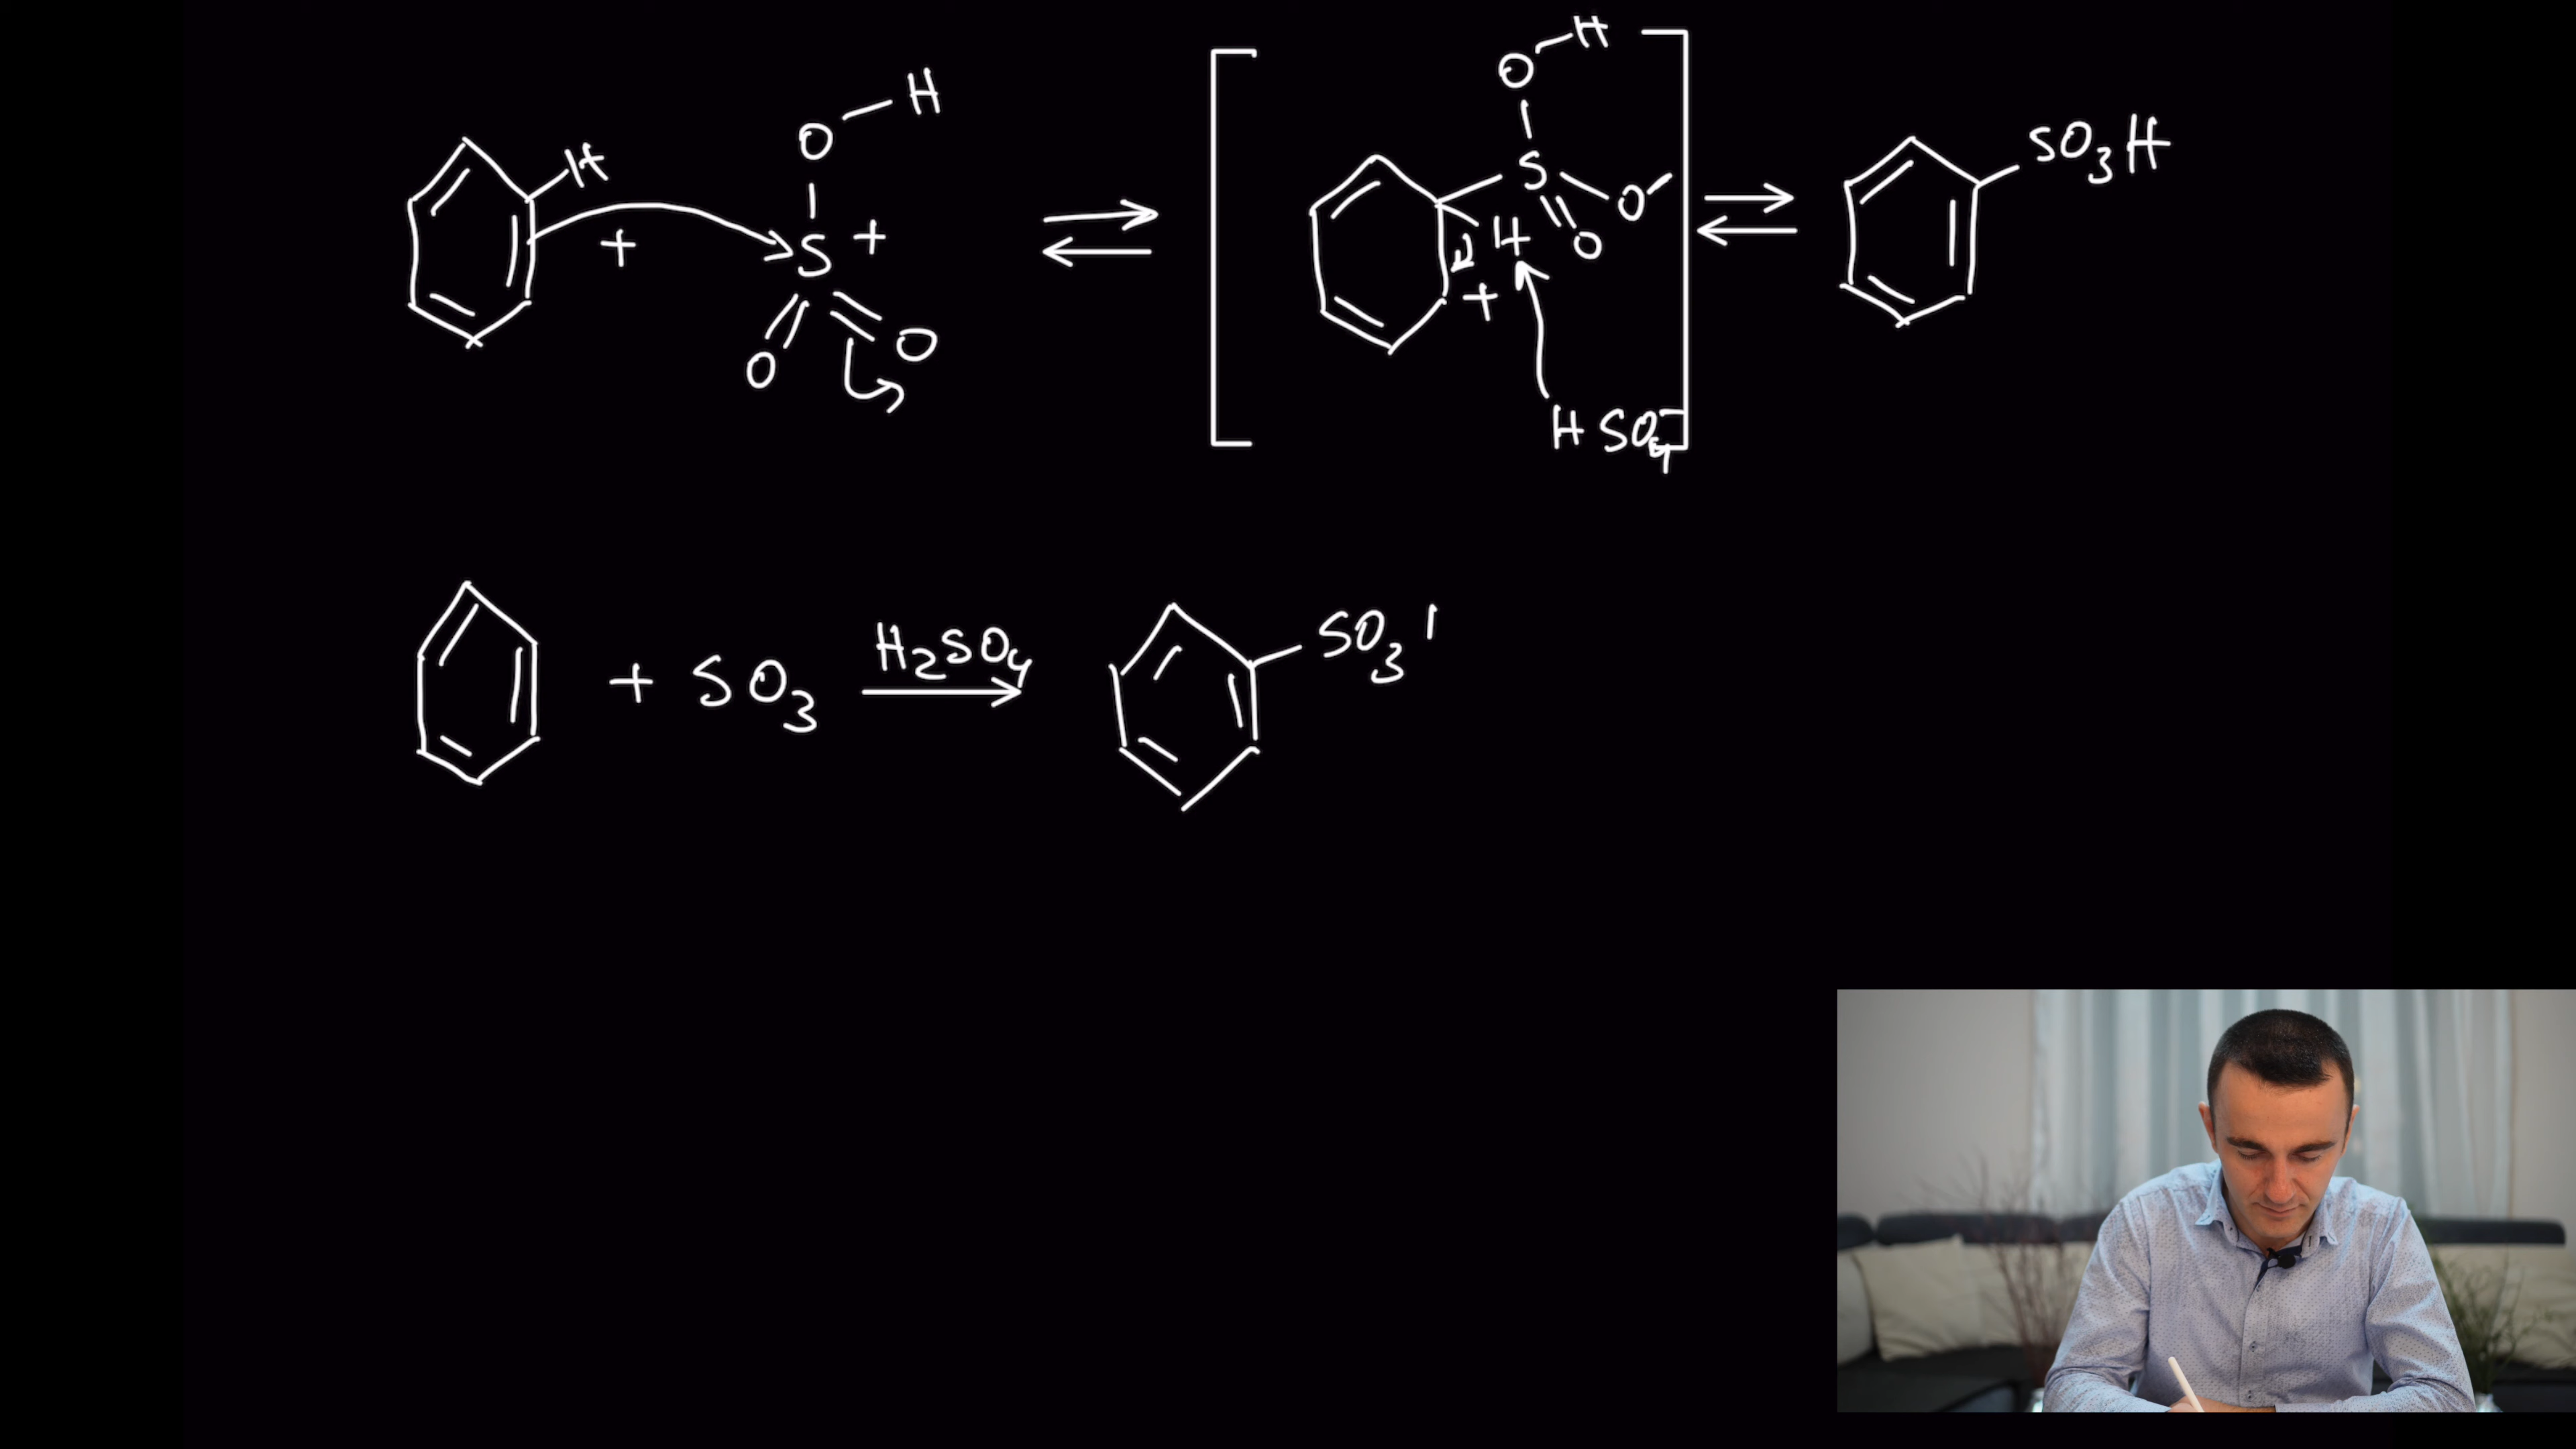 H + S + O H O O ⇌ [ S O H O⁻ O H + HSO₄⁻ ] ⇌ SO₃H
+ SO₃ H₂SO₄ → SO₃